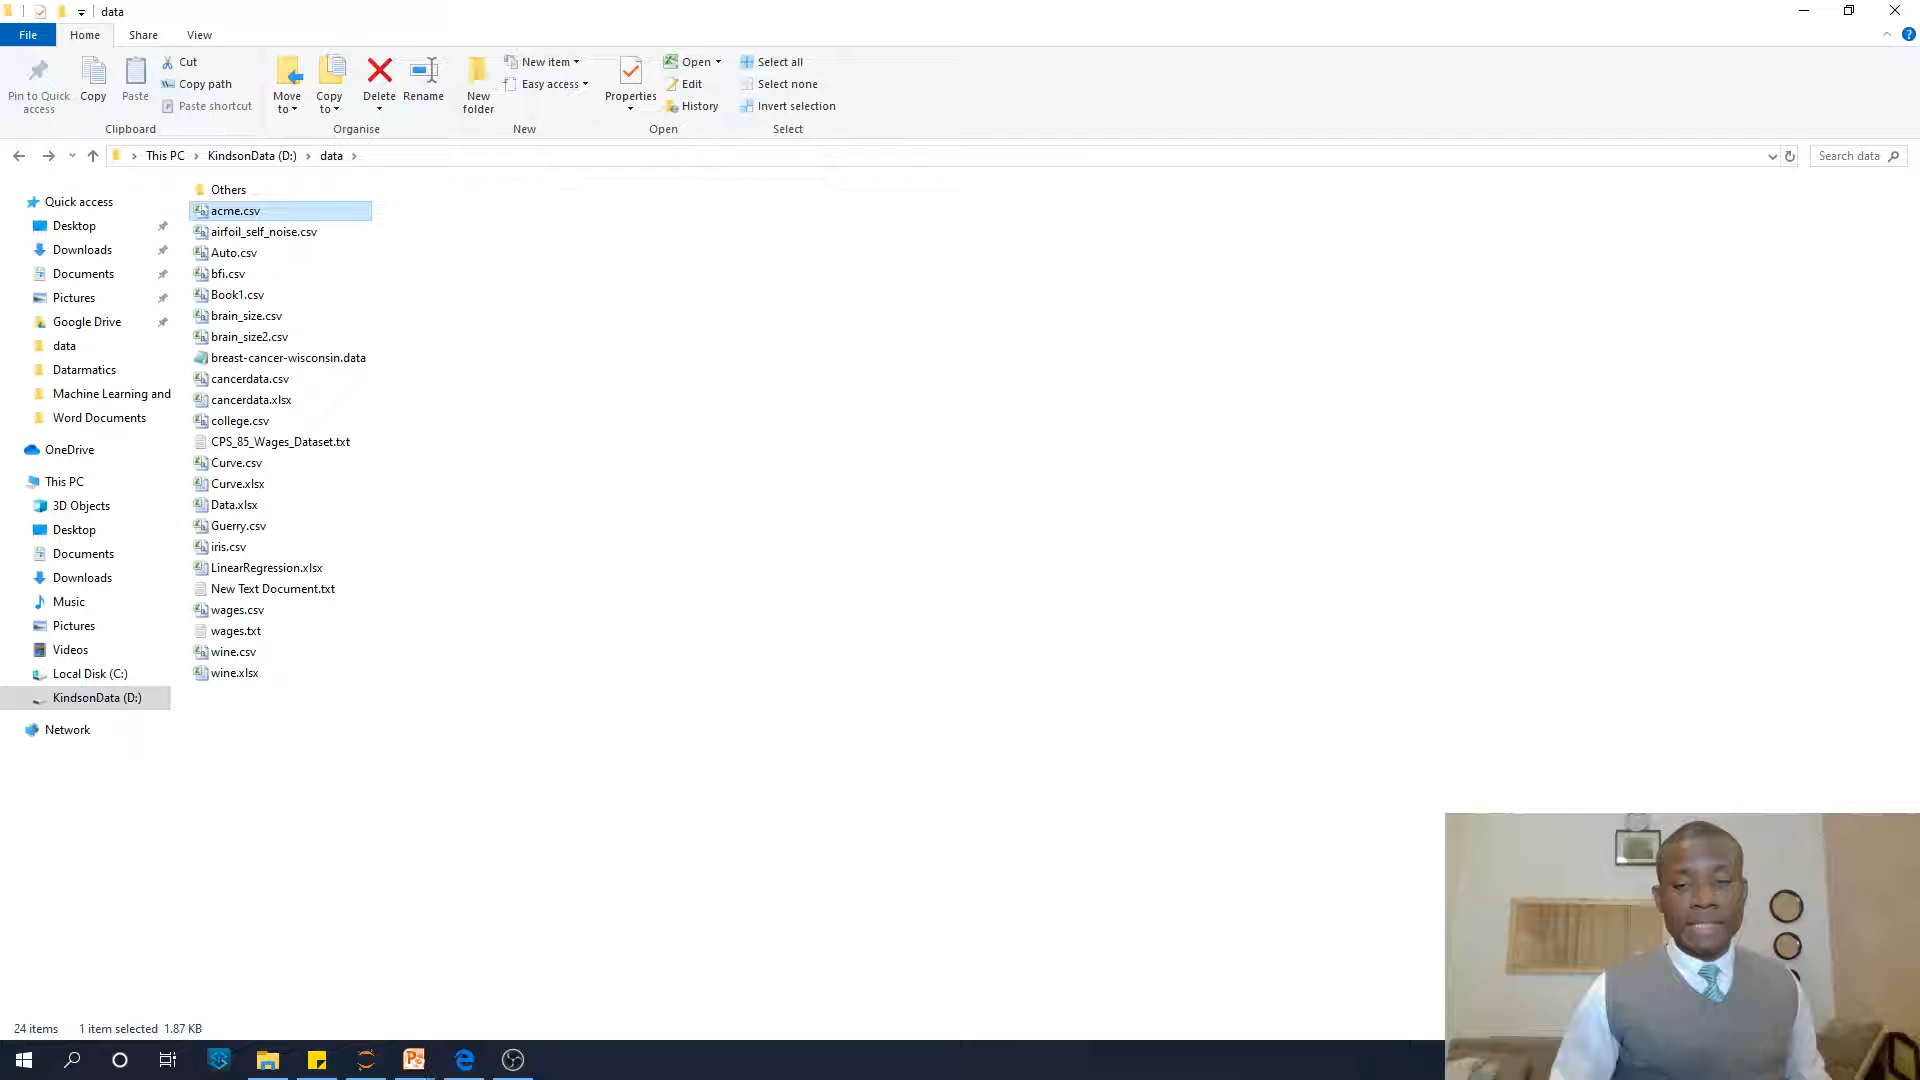 data
File Home Share View
Pin to Quick access
Copy
Paste
Cut
Copy path
Paste shortcut
Clipboard
Move to
Copy to
Delete
Rename
Organise
New folder
New item
Easy access
New
Properties
Open
Edit
History
Open
Select all
Select none
Invert selection
Select
This PC > KindsonData (D:) > data >
Search data
Quick access
Desktop
Downloads
Documents
Pictures
Google Drive
data
Datarmatics
Machine Learning and
Word Documents
OneDrive
This PC
3D Objects
Desktop
Documents
Downloads
Music
Pictures
Videos
Local Disk (C:)
KindsonData (D:)
Network
Others
acme.csv
airfoil_self_noise.csv
Auto.csv
bfi.csv
Book1.csv
brain_size.csv
brain_size2.csv
breast-cancer-wisconsin.data
cancerdata.csv
cancerdata.xlsx
college.csv
CPS_85_Wages_Dataset.txt
Curve.csv
Curve.xlsx
Data.xlsx
Guerry.csv
iris.csv
LinearRegression.xlsx
New Text Document.txt
wages.csv
wages.txt
wine.csv
wine.xlsx
24 items 1 item selected 1.87 KB